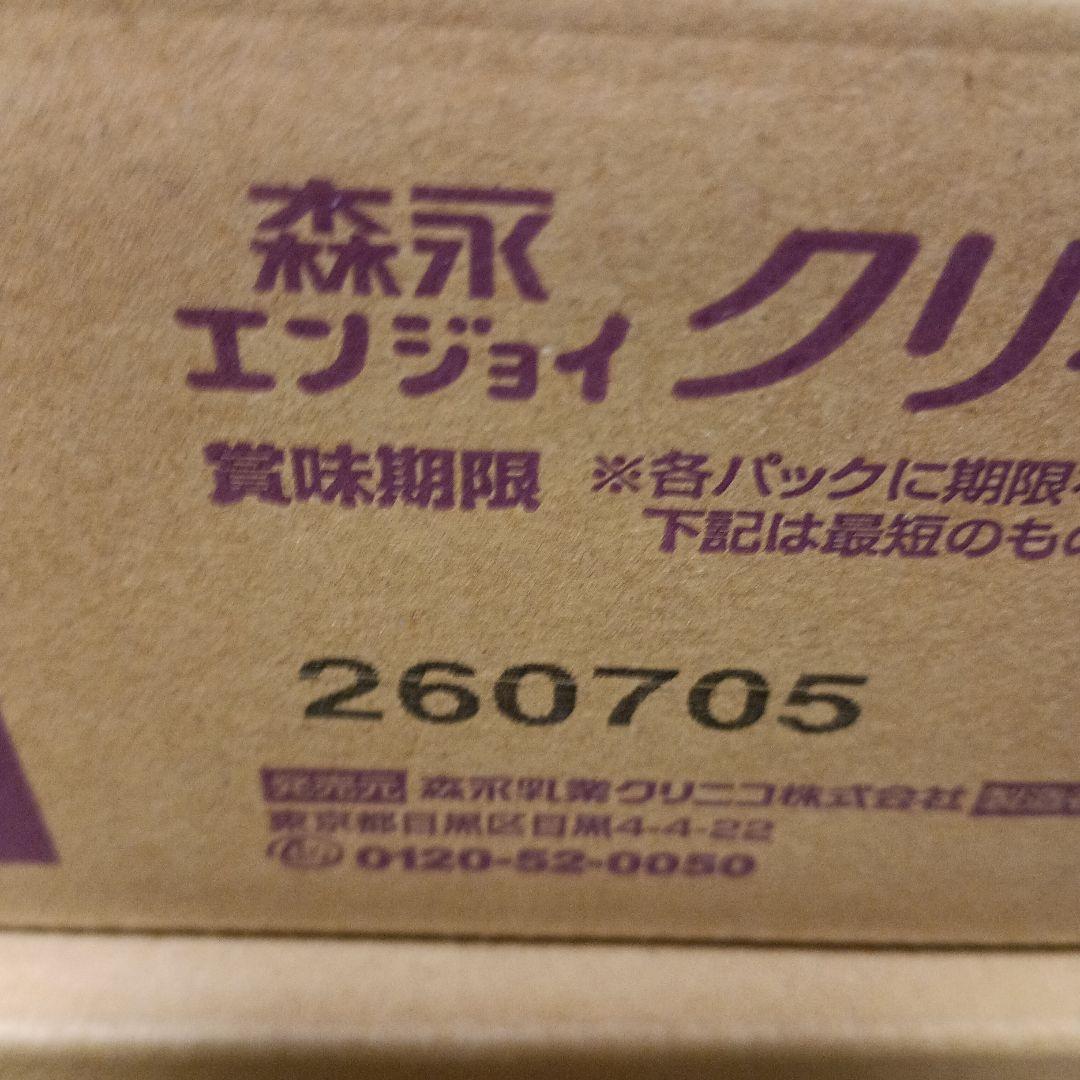 森永
エンジョイ クリ
賞味期限 ※各パックに期限
下記は最短のもの
260705
発売元 森永乳業クリニコ株式会社 製造
東京都目黒区目黒4-4-22
0120-52-0050